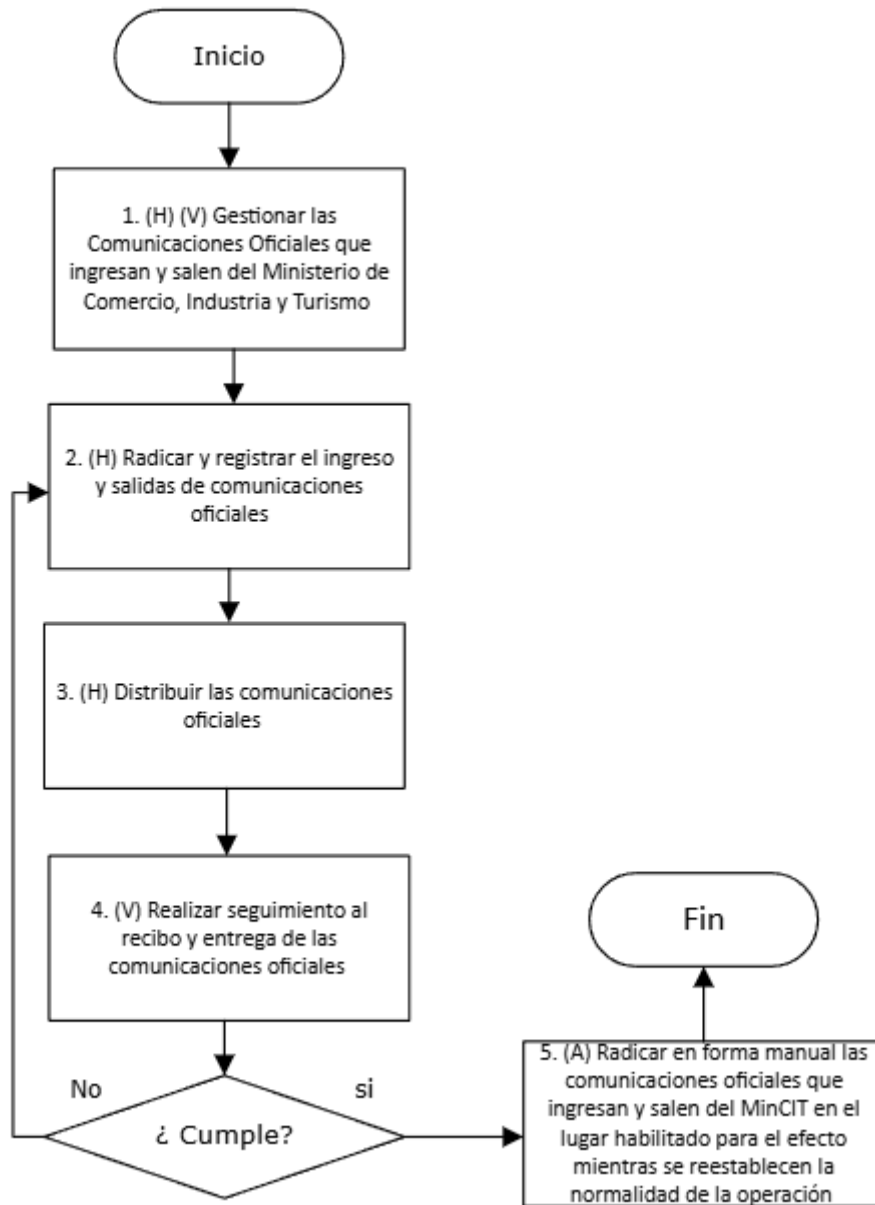 Inicio
1. (H) (V) Gestionar las
Comunicaciones Oficiales que
ingresan y salen del Ministerio de
Comercio, Industria y Turismo
2. (H) Radicar y registrar el ingreso
y salidas de comunicaciones
oficiales
3. (H) Distribuir las comunicaciones
oficiales
4. (V) Realizar seguimiento al
recibo y entrega de las
comunicaciones oficiales
No
si
¿ Cumple?
5. (A) Radicar en forma manual las
comunicaciones oficiales que
ingresan y salen del MinCIT en el
lugar habilitado para el efecto
mientras se reestablecen la
normalidad de la operación
Fin